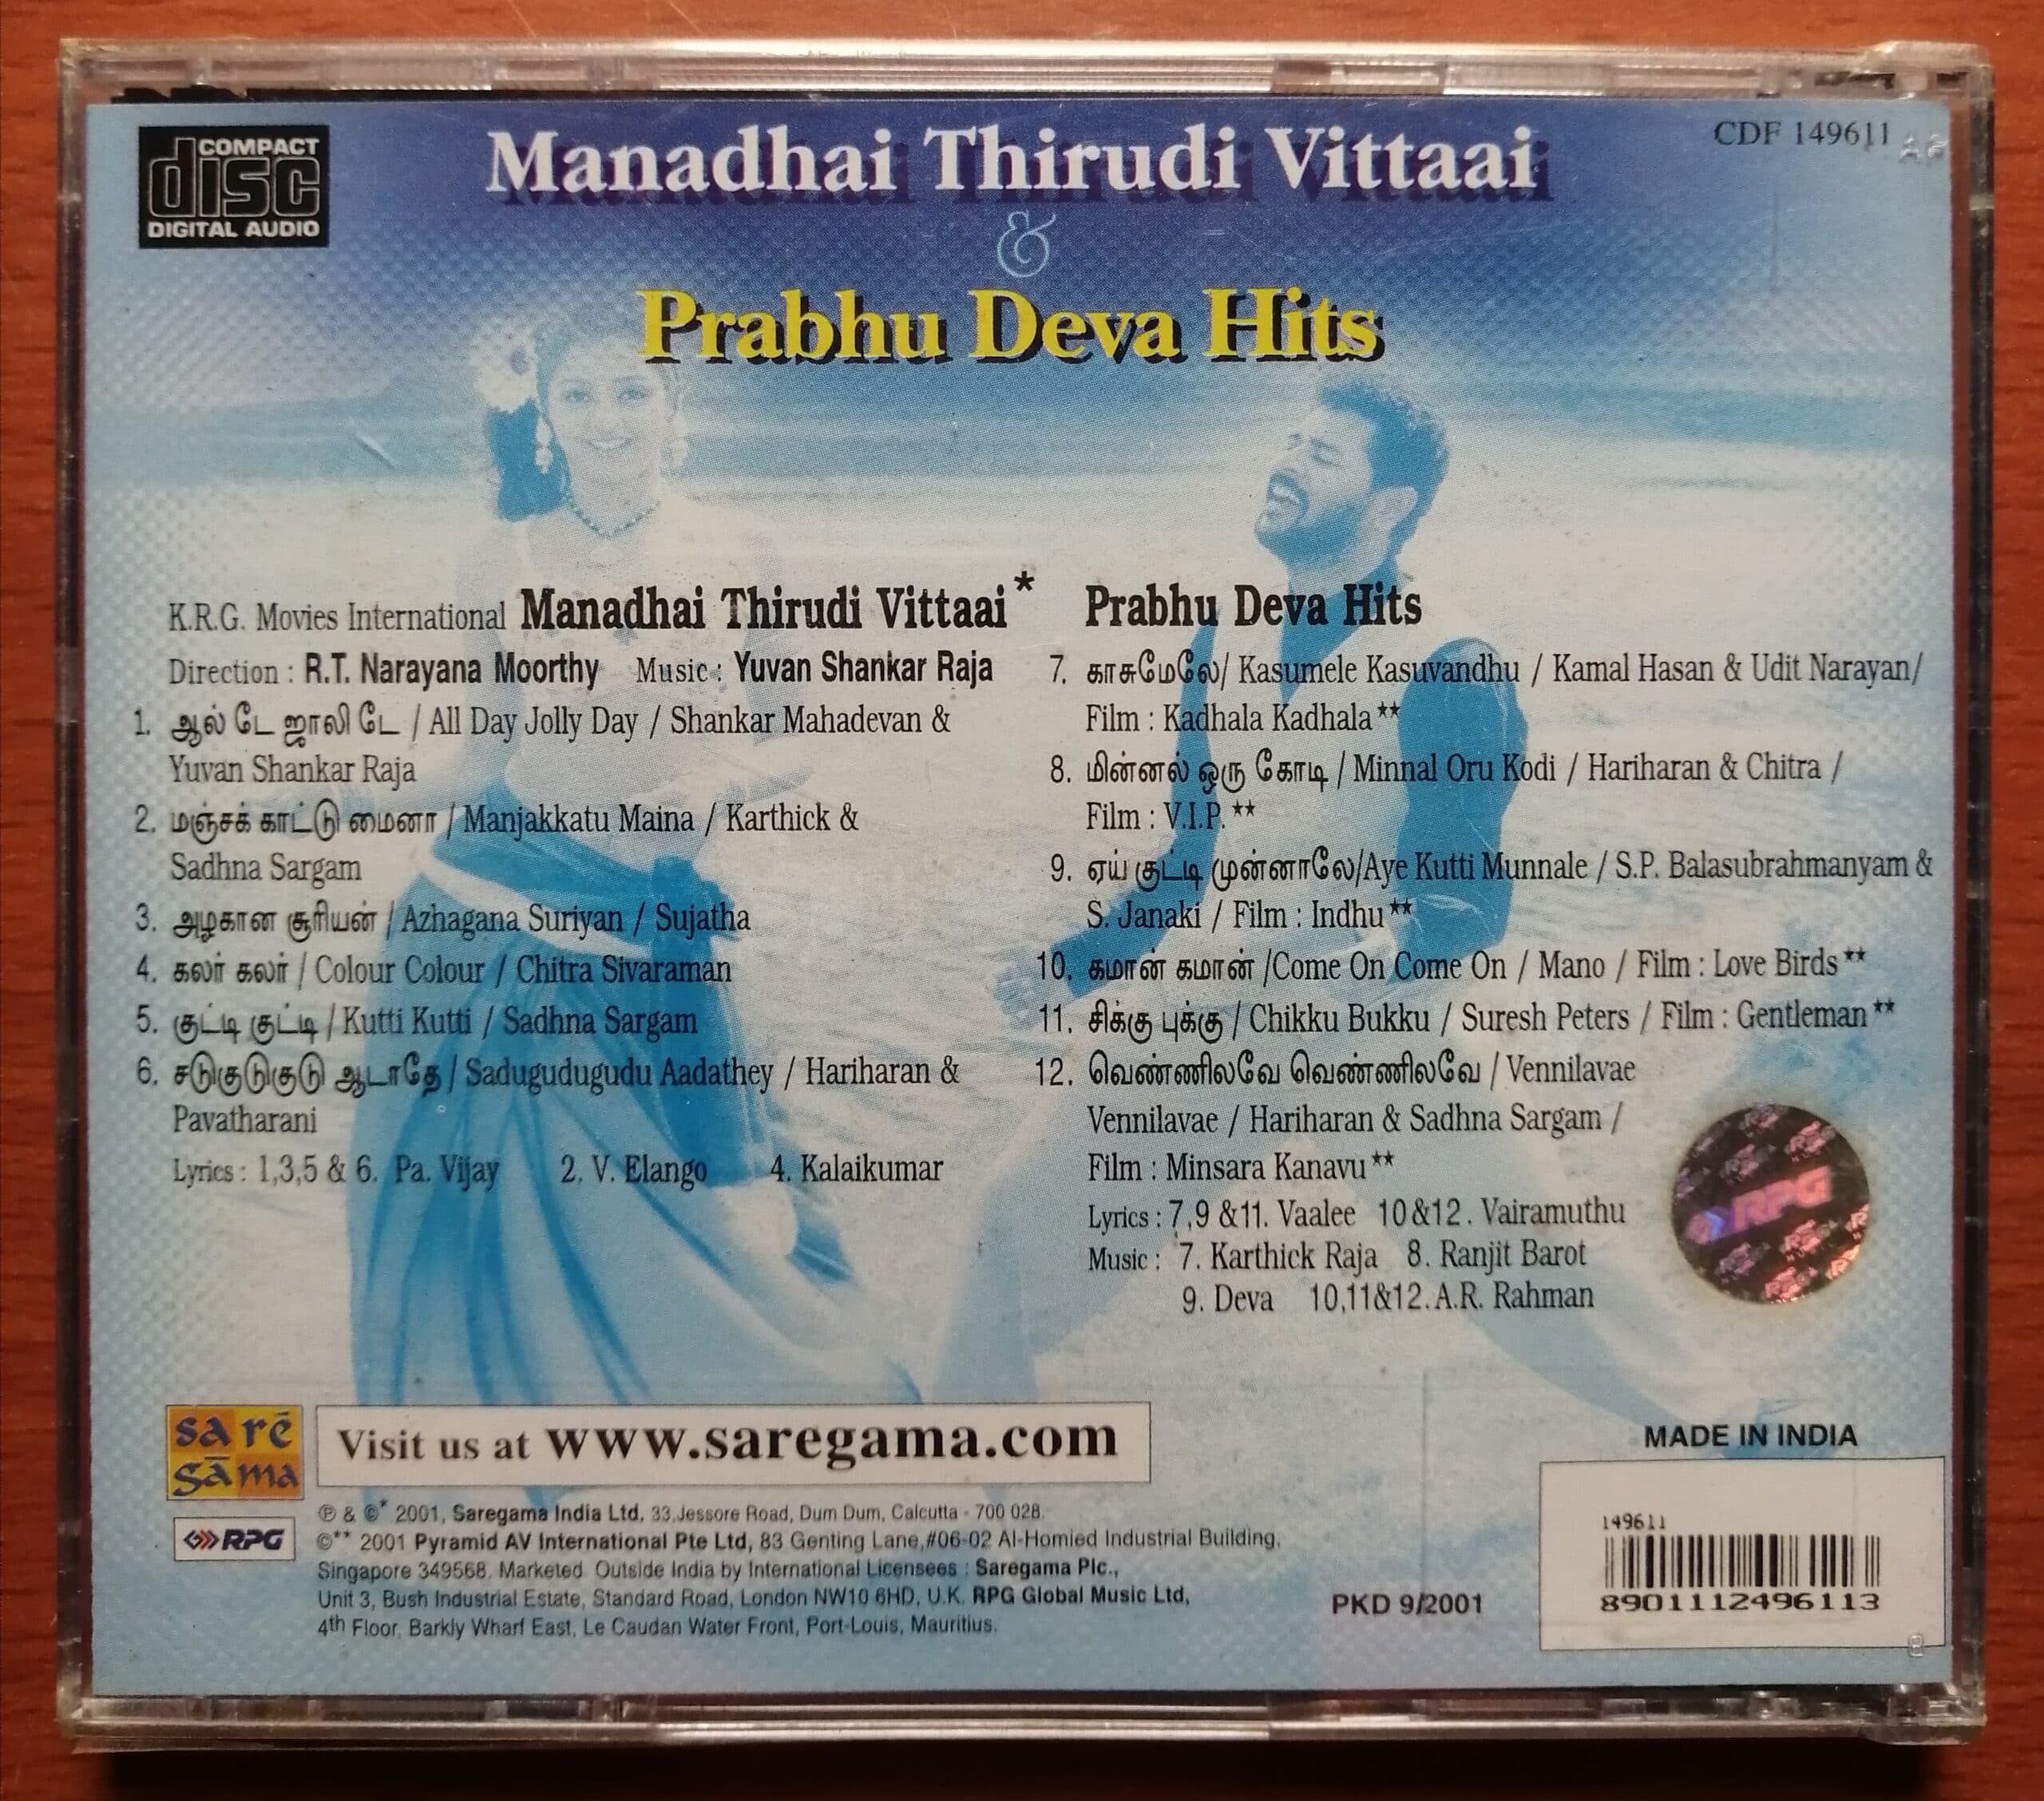 COMPACT
disc
DIGITAL AUDIO
Manadhai Thirudi Vittaai
&
Prabhu Deva Hits
CDF 149611
K.R.G. Movies International Manadhai Thirudi Vittaai*
Direction : R.T. Narayana Moorthy Music : Yuvan Shankar Raja
1. ஆல் டே ஜாலி டே / All Day Jolly Day / Shankar Mahadevan &
Yuvan Shankar Raja
2. மஞ்சக் காட்டு மைனா / Manjakkatu Maina / Karthick &
Sadhna Sargam
3. அழகான சூரியன் / Azhagana Suriyan / Sujatha
4. கலர் கலர் / Colour Colour / Chitra Sivaraman
5. குட்டி குட்டி / Kutti Kutti / Sadhna Sargam
6. சடுகுடுகுடு ஆடாதே / Sadugudugudu Aadathey / Hariharan &
Pavatharani
Lyrics : 1,3,5 & 6. Pa. Vijay 2. V. Elango 4. Kalaikumar
Prabhu Deva Hits
7. காசுமேலே/ Kasumele Kasuvandhu / Kamal Hasan & Udit Narayan/
Film : Kadhala Kadhala**
8. மின்னல் ஒரு கோடி / Minnal Oru Kodi / Hariharan & Chitra /
Film : V.I.P.**
9. ஏய் குட்டி முன்னாலே/Aye Kutti Munnale / S.P. Balasubrahmanyam &
S. Janaki / Film : Indhu**
10. கமான் கமான் /Come On Come On / Mano / Film : Love Birds**
11. சிக்கு புக்கு / Chikku Bukku / Suresh Peters / Film : Gentleman**
12. வெண்ணிலவே வெண்ணிலவே / Vennilavae
Vennilavae / Hariharan & Sadhna Sargam /
Film : Minsara Kanavu**
Lyrics : 7,9 &11. Vaalee 10&12. Vairamuthu
Music : 7. Karthick Raja 8. Ranjit Barot
9. Deva 10,11&12. A.R. Rahman
RPG
sa rē
gāma
Visit us at www.saregama.com
RPG
℗ & ©* 2001, Saregama India Ltd. 33,Jessore Road, Dum Dum, Calcutta - 700 028.
©** 2001 Pyramid AV International Pte Ltd, 83 Genting Lane,#06-02 Al-Homied Industrial Building,
Singapore 349568. Marketed Outside India by International Licensees : Saregama Plc.,
Unit 3, Bush Industrial Estate, Standard Road, London NW10 6HD, U.K. RPG Global Music Ltd,
4th Floor, Barkly Wharf East, Le Caudan Water Front, Port-Louis, Mauritius.
PKD 9/2001
MADE IN INDIA
149611
8901112496113